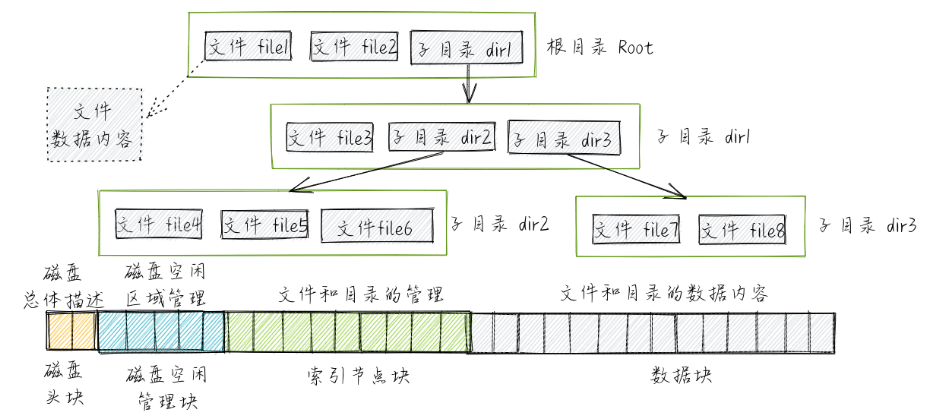 文件 file1
文件 file2
子目录 dir1
根目录 Root
文件
数据内容
文件 file3
子目录 dir2
子目录 dir3
子目录 dir1
文件 file4
文件 file5
文件file6
子目录 dir2
文件 file7
文件 file8
子目录 dir3
磁盘
总体描述
磁盘空闲
区域管理
文件和目录的管理
文件和目录的数据内容
磁盘
头块
磁盘空闲
管理块
索引节点块
数据块